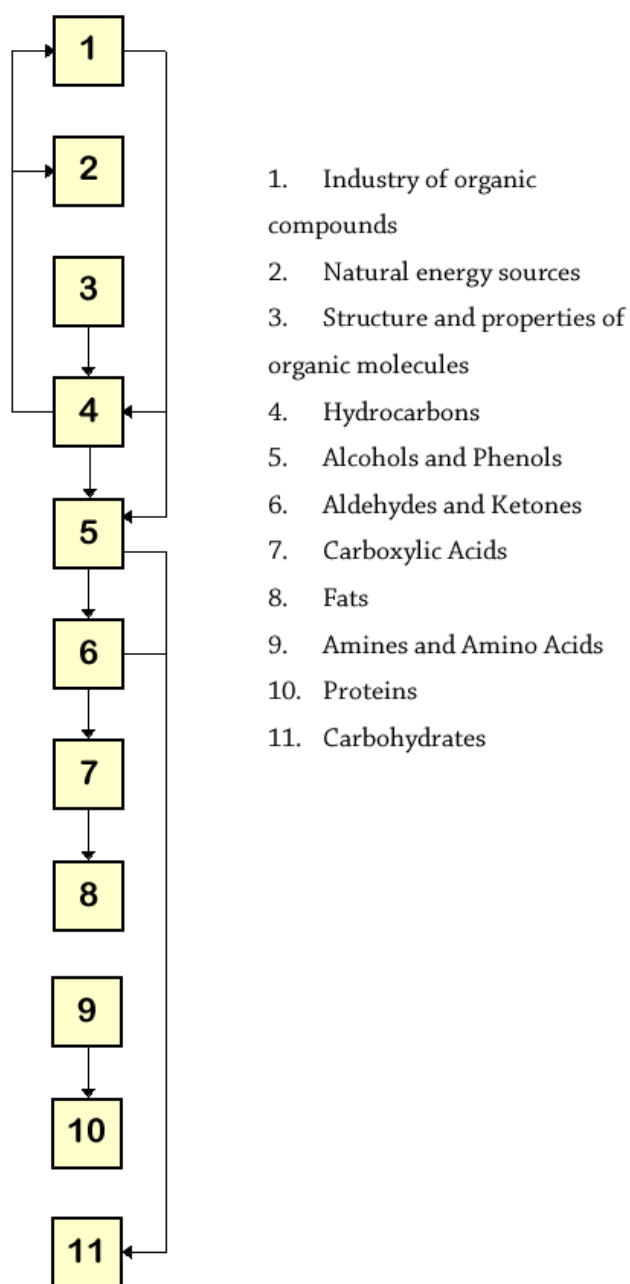 1
2
3
4
5
6
7
8
9
10
11
1. Industry of organic
compounds
2. Natural energy sources
3. Structure and properties of
organic molecules
4. Hydrocarbons
5. Alcohols and Phenols
6. Aldehydes and Ketones
7. Carboxylic Acids
8. Fats
9. Amines and Amino Acids
10. Proteins
11. Carbohydrates